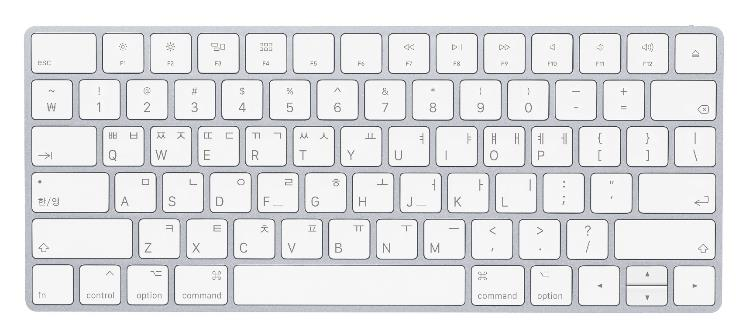 esc F1 F2 F3 F4 F5 F6 F7 F8 F9 F10 F11 F12
~ ₩ ! 1 @ 2 # 3 $ 4 % 5 ^ 6 & 7 * 8 ( 9 ) 0 - - + =
ㅃ ㅂ Q ㅉ ㅈ W ㄸ ㄷ E ㄲ ㄱ R ㅆ ㅅ T ㅛ Y ㅕ U ㅑ I ㅒ ㅐ O ㅖ ㅔ P { [ } ] | \
한/영 ㅁ A ㄴ S ㅇ D ㄹ F ㅎ G ㅗ H ㅓ J ㅏ K ㅣ L : ; " '
ㅋ Z ㅌ X ㅊ C ㅍ V ㅠ B ㅜ N ㅡ M < , > . ? /
fn control option command command option